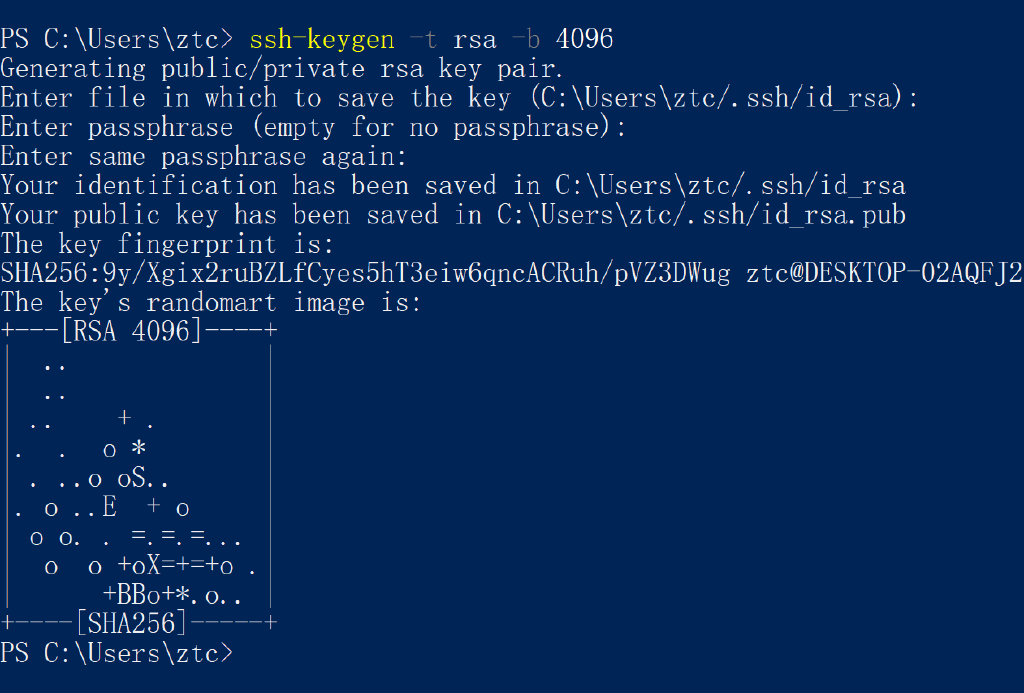 PS C:\Users\ztc> ssh-keygen -t rsa -b 4096
Generating public/private rsa key pair.
Enter file in which to save the key (C:\Users\ztc/.ssh/id_rsa):
Enter passphrase (empty for no passphrase):
Enter same passphrase again:
Your identification has been saved in C:\Users\ztc/.ssh/id_rsa
Your public key has been saved in C:\Users\ztc/.ssh/id_rsa.pub
The key fingerprint is:
SHA256:9y/Xgix2ruBZLfCyes5hT3eiw6qncACRuh/pVZ3DWug ztc@DESKTOP-O2AQFJ2
The key's randomart image is:
+---[RSA 4096]----+
|  ..             |
|  ..             |
| ..    + .       |
|.  .  o *        |
| . ..o oS..      |
|. o ..E  + o     |
| o o. . =.=.=... |
|  o  o +oX=+=+o .|
|      +BBo+*.o.. |
+----[SHA256]-----+
PS C:\Users\ztc>